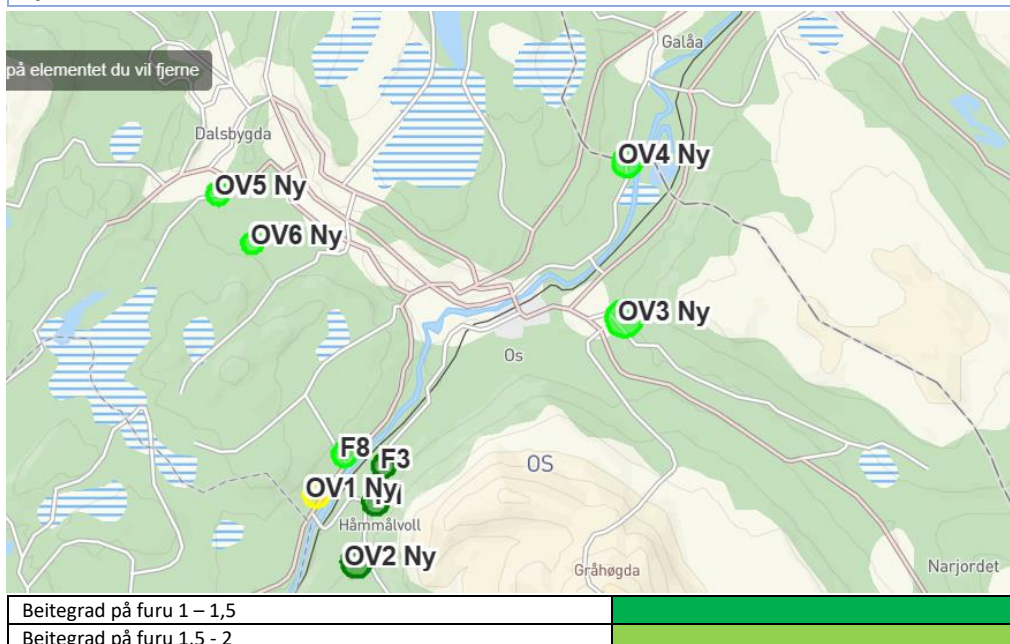 Galåa
på elementet du vil fjerne
Dalsbygda
OV4 Ny
OV5 Ny
OV6 Ny
OV3 Ny
Os
F8
F3
OS
OV1 Ny
Håmmålvoll
OV2 Ny
Gråhøgda
Narjordet
Beitegrad på furu 1 – 1,5
Beitegrad på furu 1,5 - 2